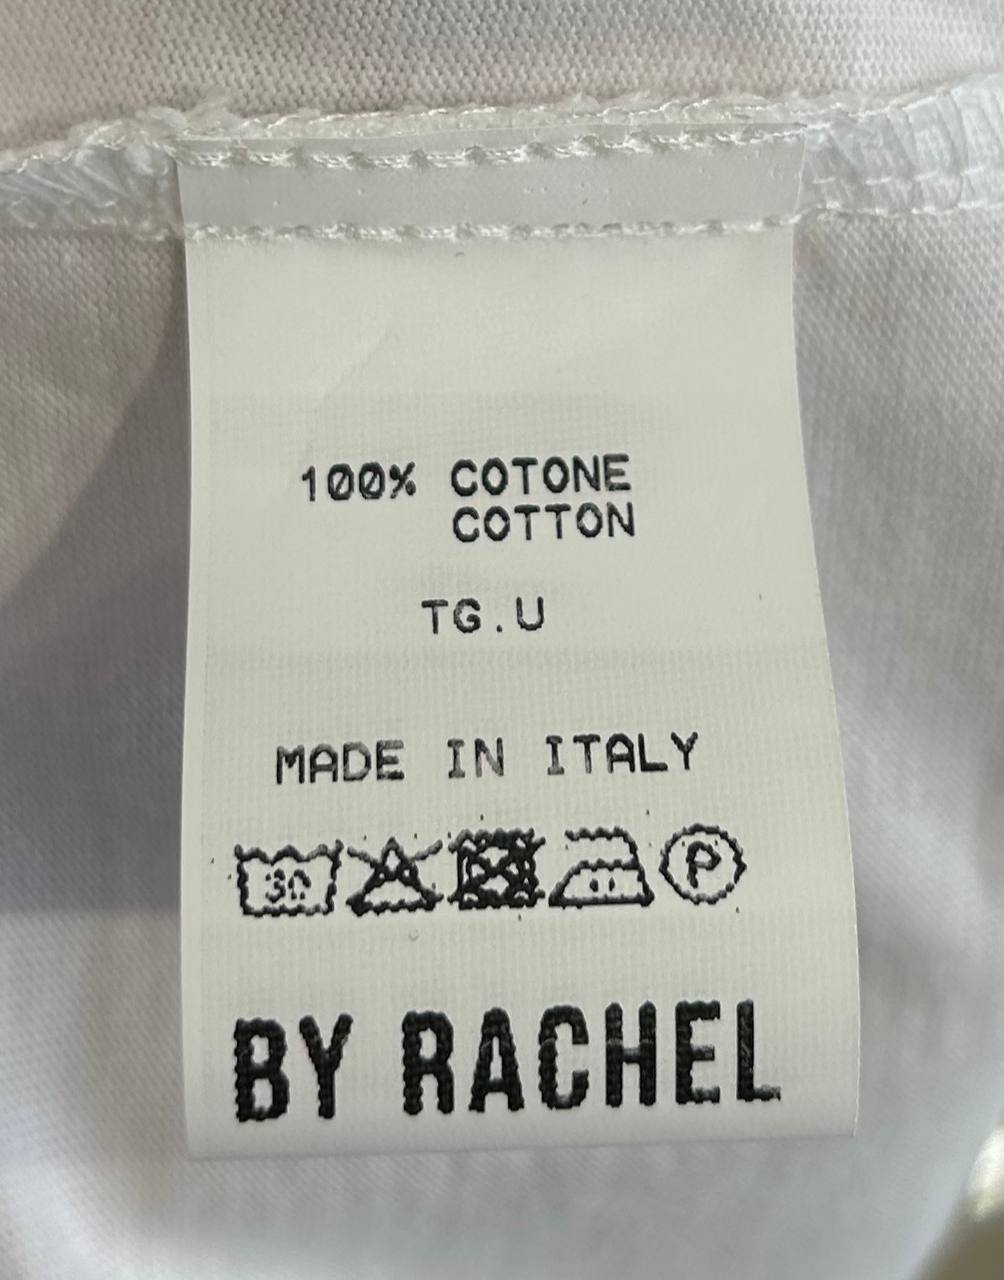 100% COTONE
COTTON
TG.U
MADE IN ITALY
30 P
BY RACHEL